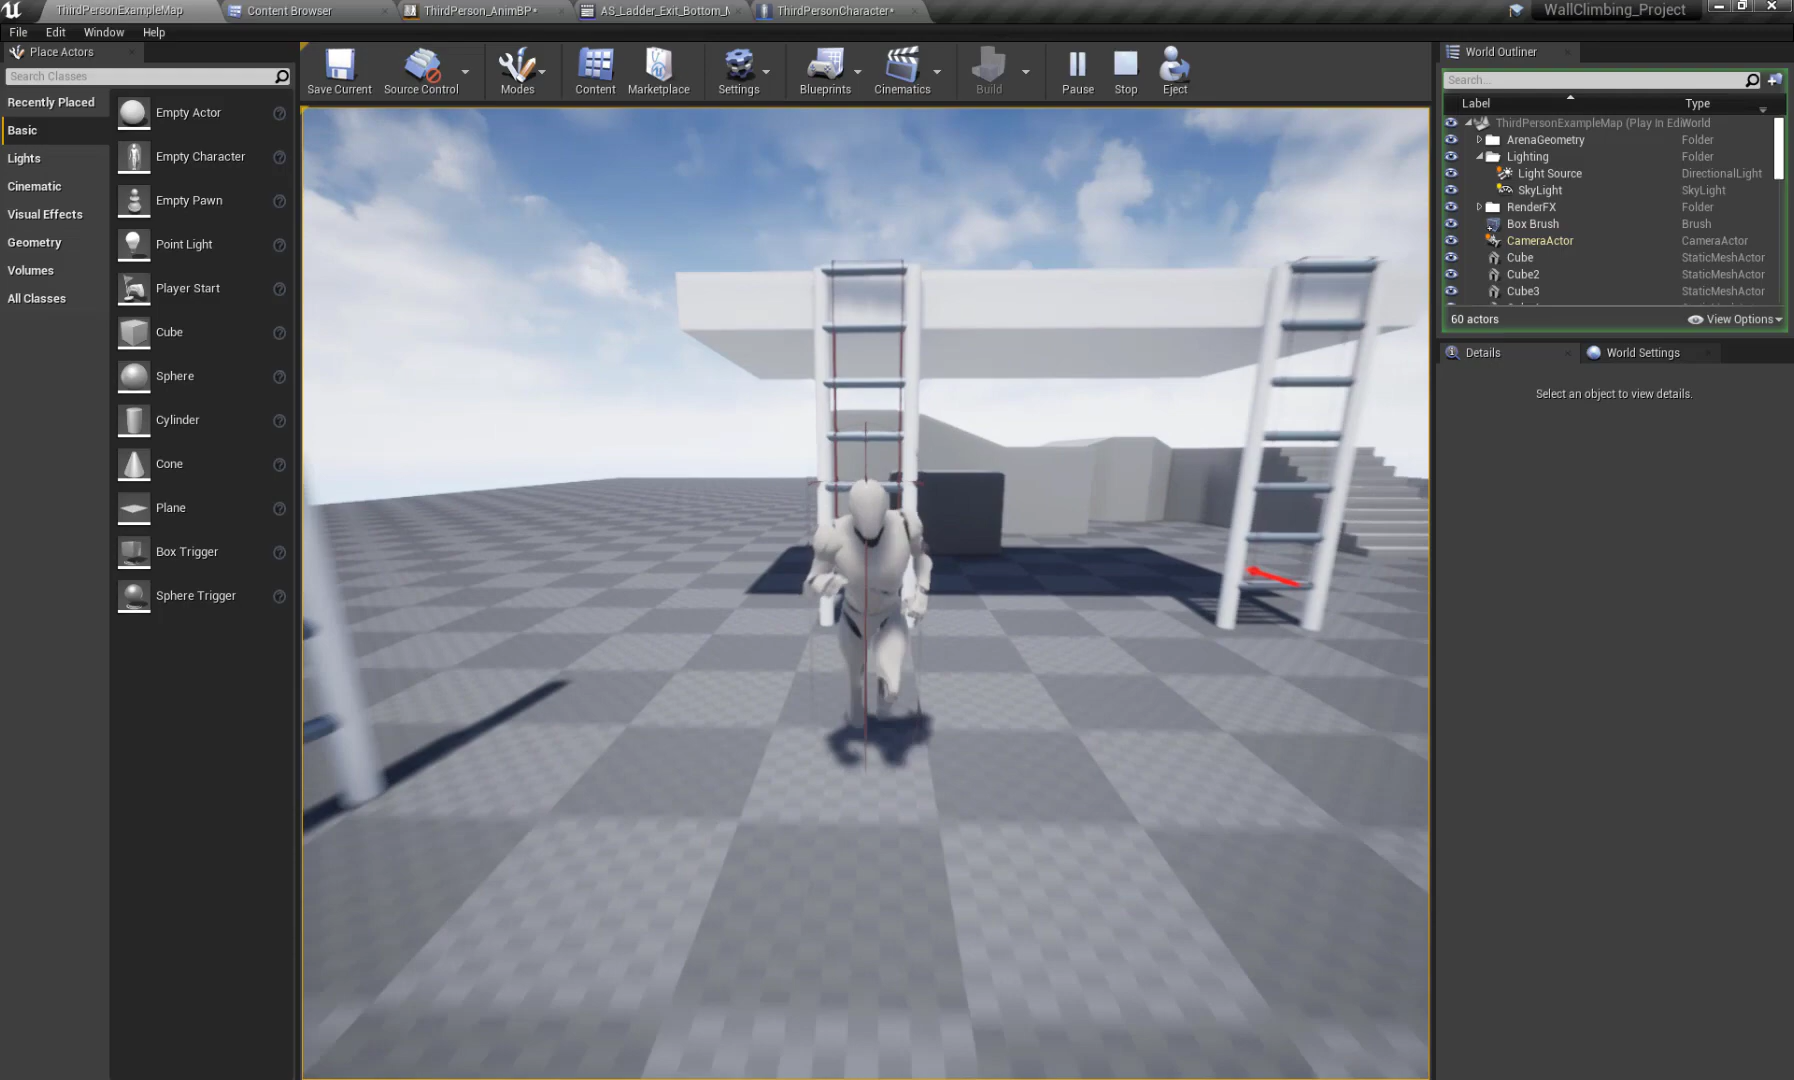 ThirdPersonExampleMap
Content Browser
ThirdPerson_AnimBP*
AS_Ladder_Exit_Bottom_
ThirdPersonCharacter*
WallClimbing_Project
File Edit Window Help
Place Actors
Search Classes
Recently Placed
Basic
Lights
Cinematic
Visual Effects
Geometry
Volumes
All Classes
Empty Actor
Empty Character
Empty Pawn
Point Light
Player Start
Cube
Sphere
Cylinder
Cone
Plane
Box Trigger
Sphere Trigger
Save Current
Source Control
Modes
Content
Marketplace
Settings
Blueprints
Cinematics
Build
Pause
Stop
Eject
World Outliner
Search...
Label Type
ThirdPersonExampleMap (Play In Edi World
ArenaGeometry Folder
Lighting Folder
Light Source DirectionalLight
SkyLight SkyLight
RenderFX Folder
Box Brush Brush
CameraActor CameraActor
Cube StaticMeshActor
Cube2 StaticMeshActor
Cube3 StaticMeshActor
60 actors
View Options
Details
World Settings
Select an object to view details.